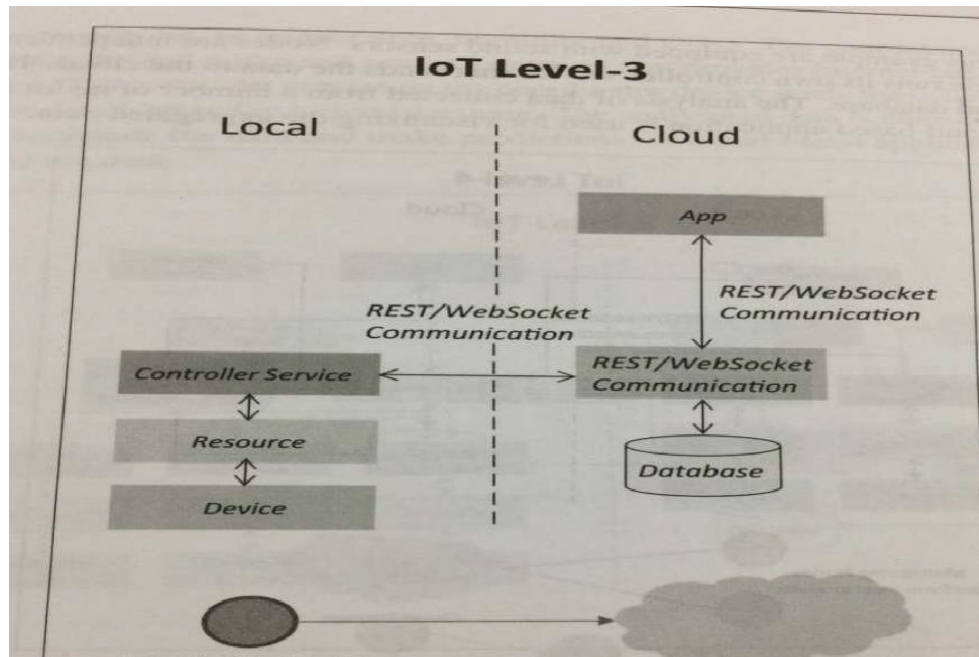 IoT Level-3
Local
Cloud
App
REST/WebSocket
Communication
REST/WebSocket
Communication
Controller Service
REST/WebSocket
Communication
Resource
Database
Device